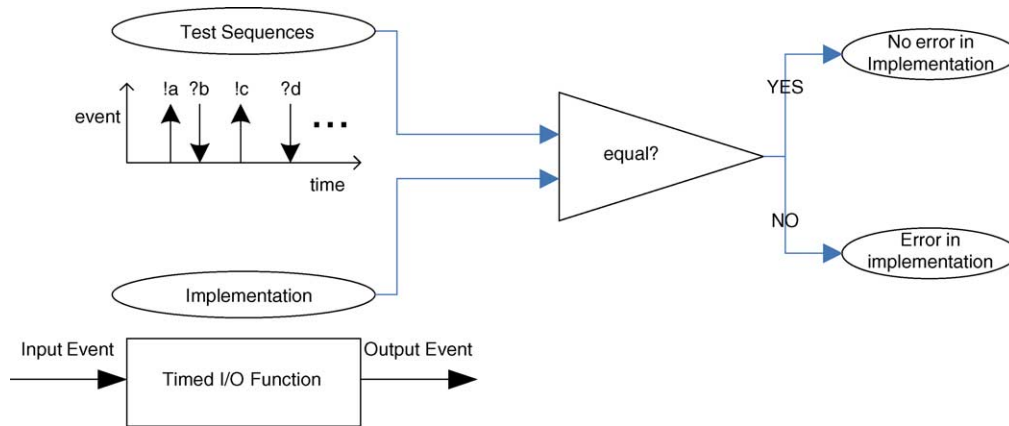 Test Sequences
!a ?b !c ?d
event
...
time
equal?
YES
No error in
Implementation
NO
Error in
implementation
Implementation
Input Event
Timed I/O Function
Output Event